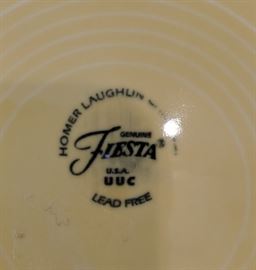 HOMER LAUGHLIN
GENUINE
FIESTA®
U.S.A.
UUC
LEAD FREE